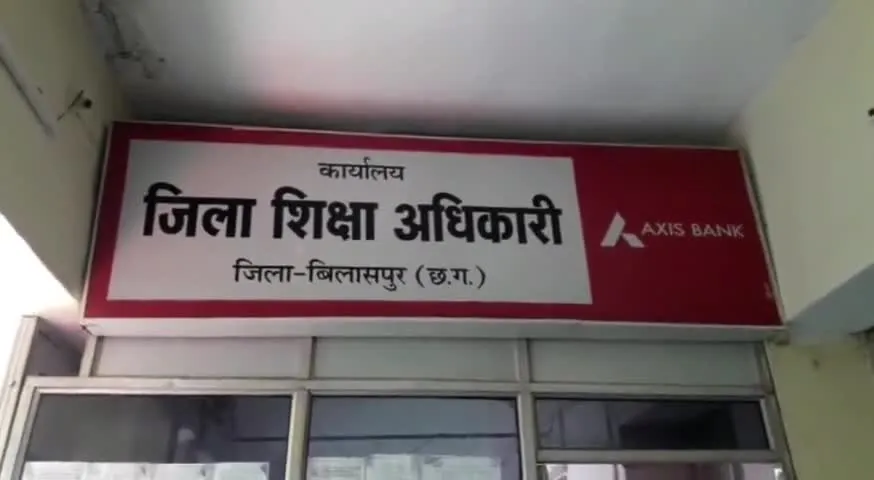 कार्यालय
जिला शिक्षा अधिकारी
जिला-बिलासपुर (छ.ग.)
AXIS BANK